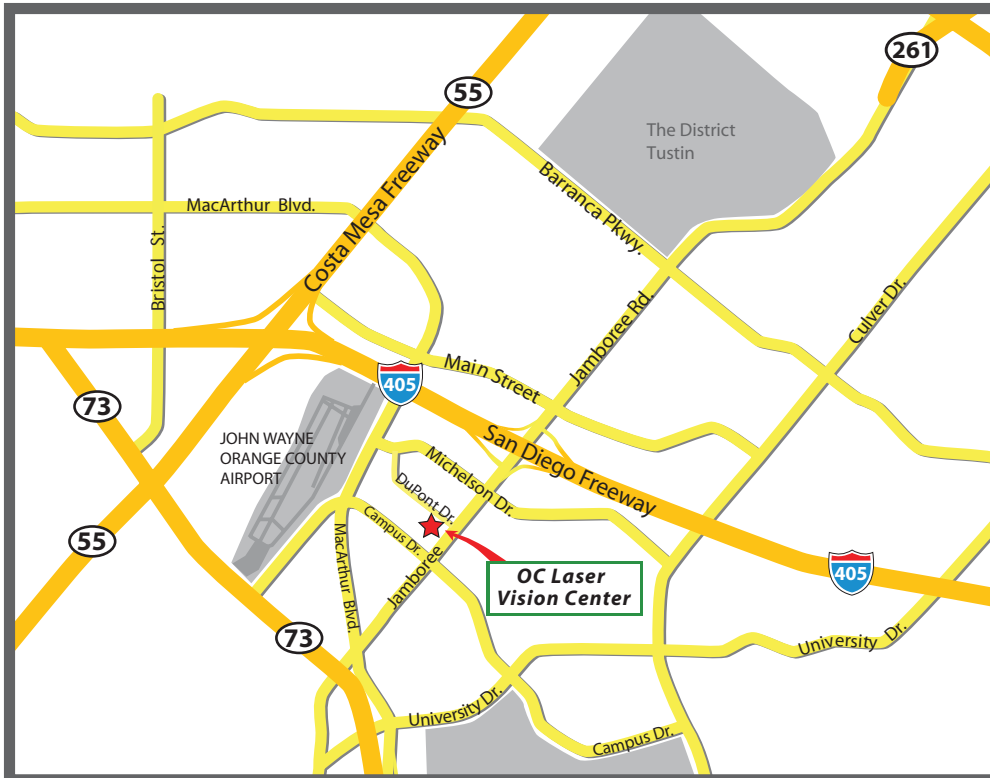 261
55
The District
Tustin
Costa Mesa Freeway
Barranca Pkwy.
MacArthur Blvd.
Bristol St.
Jamboree Rd.
Culver Dr.
Main Street
405
73
JOHN WAYNE
ORANGE COUNTY
AIRPORT
San Diego Freeway
Michelson Dr.
DuPont Dr.
Campus Dr.
55
MacArthur Blvd.
Jamboree
OC Laser
Vision Center
405
73
University Dr.
University Dr.
Campus Dr.